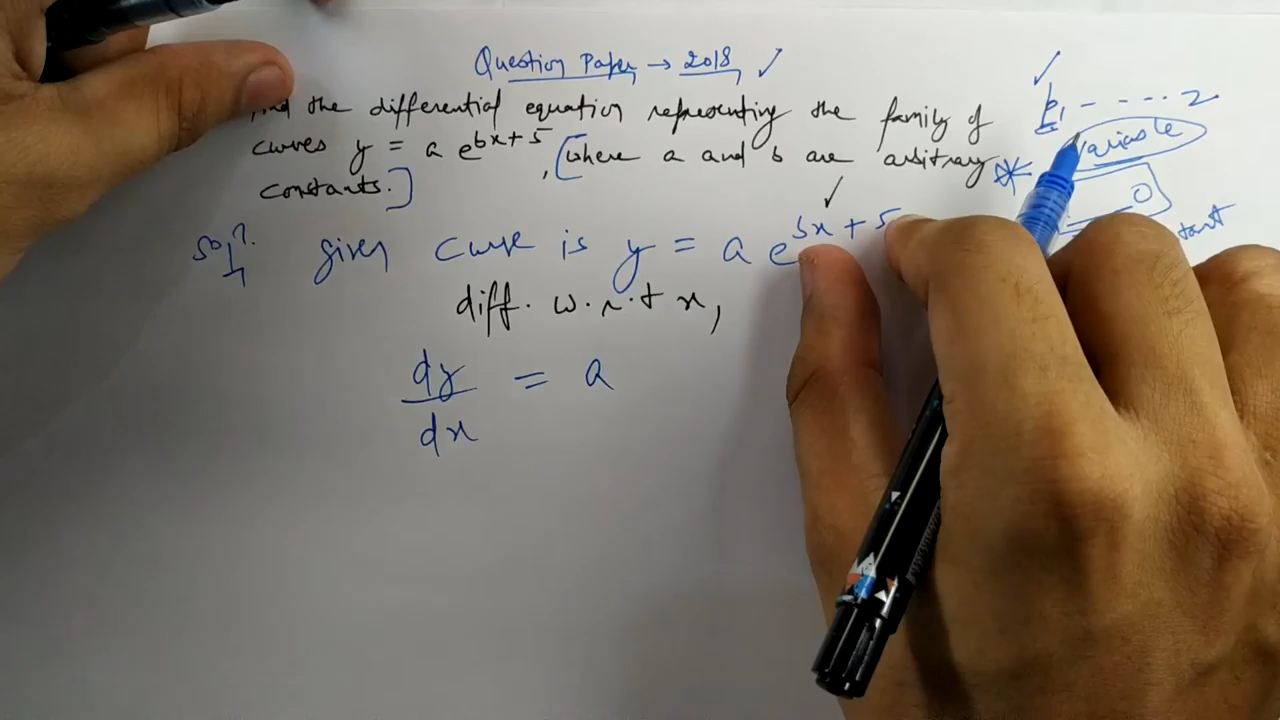 Question Paper → 2018 ✓
the differential equation representing the family of
curves y = a e^{bx+5}, [where a and b are arbitrary
constants.]
Variable
0
Sol^n. given curve is y = a e^{bx+5}
diff. w.r.t x,
dy/dx = a